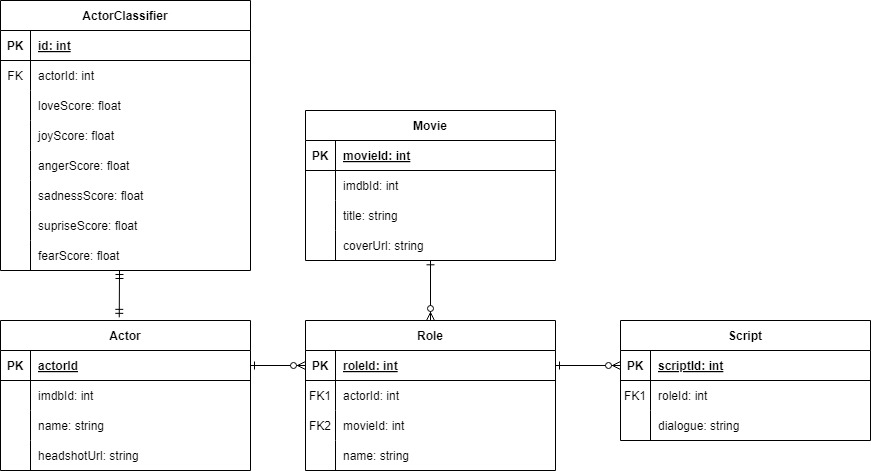 ActorClassifier
PK id: int
FK actorId: int
loveScore: float
joyScore: float
angerScore: float
sadnessScore: float
supriseScore: float
fearScore: float
Movie
PK movieId: int
imdbId: int
title: string
coverUrl: string
Actor
PK actorId
imdbId: int
name: string
headshotUrl: string
Role
PK roleId: int
FK1 actorId: int
FK2 movieId: int
name: string
Script
PK scriptId: int
FK1 roleId: int
dialogue: string